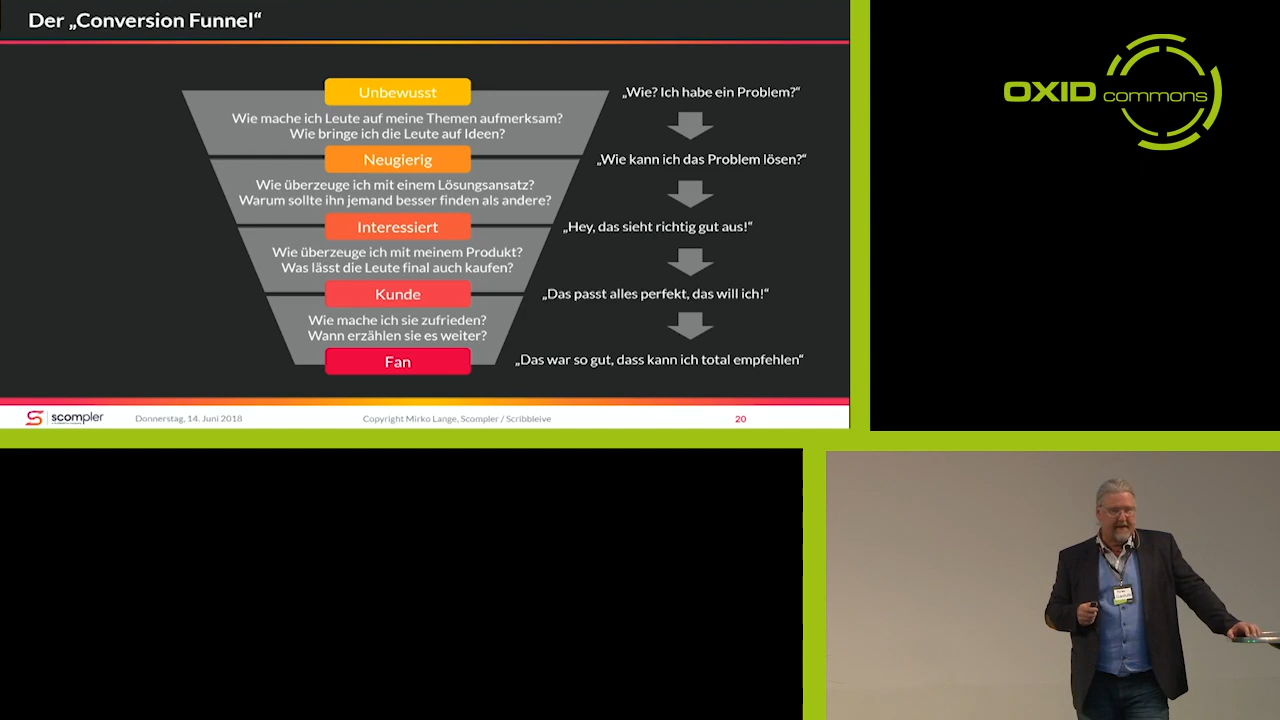 Der „Conversion Funnel“
Unbewusst
Wie mache ich Leute auf meine Themen aufmerksam?
Wie bringe ich die Leute auf Ideen?
Neugierig
Wie überzeuge ich mit einem Lösungsansatz?
Warum sollte ihn jemand besser finden als andere?
Interessiert
Wie überzeuge ich mit meinem Produkt?
Was lässt die Leute final auch kaufen?
Kunde
Wie mache ich sie zufrieden?
Wann erzählen sie es weiter?
Fan
„Wie? Ich habe ein Problem?“
„Wie kann ich das Problem lösen?“
„Hey, das sieht richtig gut aus!“
„Das passt alles perfekt, das will ich!“
„Das war so gut, dass kann ich total empfehlen“
scompler
Donnerstag, 14. Juni 2018
Copyright Mirko Lange, Scompler / Scribbleive
20
OXID commons